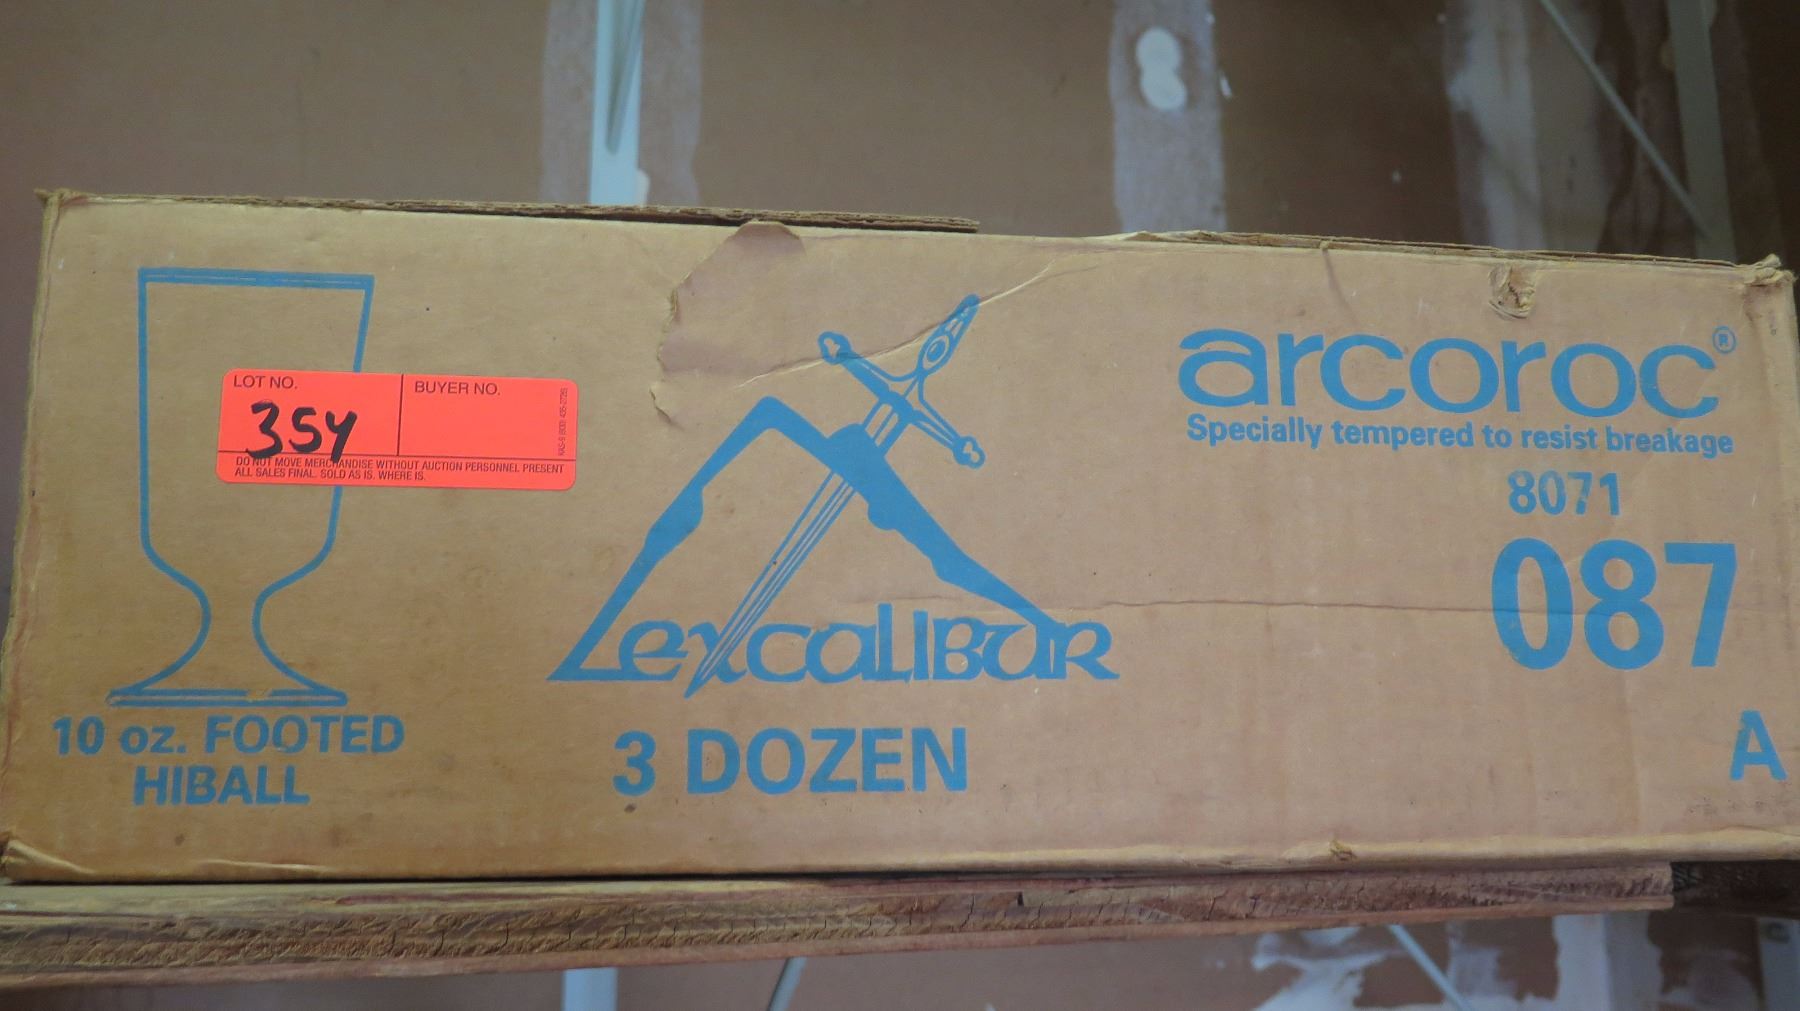 LOT NO.
BUYER NO.
354
DO NOT MOVE MERCHANDISE WITHOUT AUCTION PERSONNEL PRESENT
ALL SALES FINAL. SOLD AS IS. WHERE IS.
10 oz. FOOTED
HIBALL
excalibur
3 DOZEN
arcoroc®
Specially tempered to resist breakage
8071
087
A